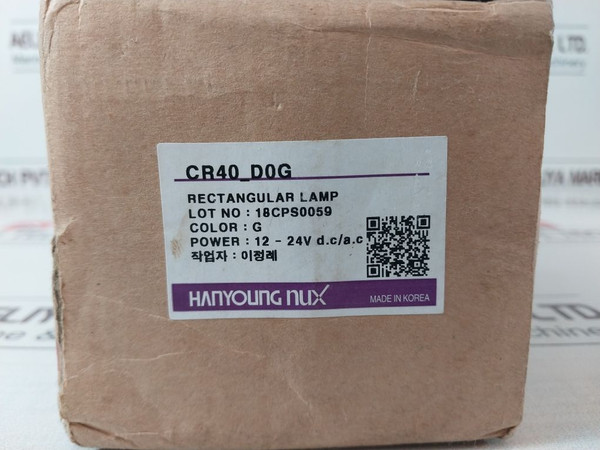 CR40_D0G
RECTANGULAR LAMP
LOT NO : 18CPS0059
COLOR : G
POWER : 12 - 24V d.c/a.c
작업자 : 이정례
HANYOUNG nux
MADE IN KOREA